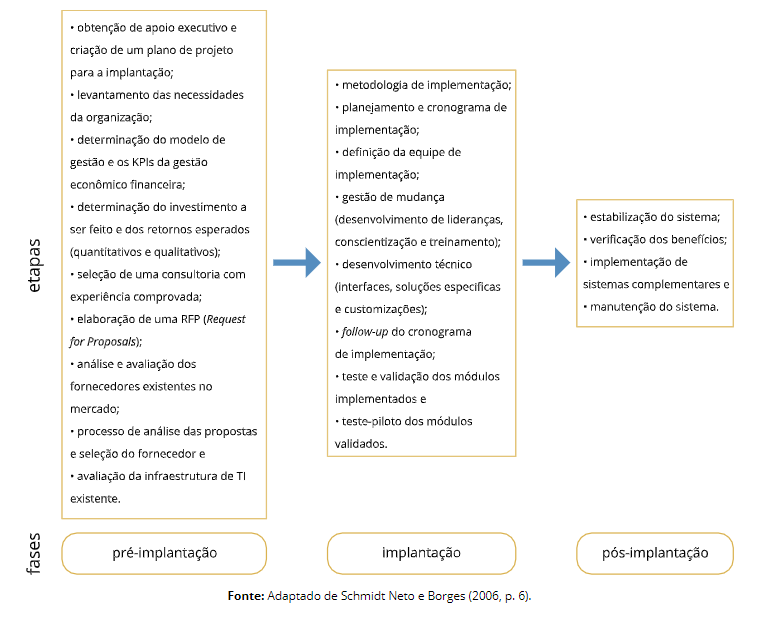 etapas
• obtenção de apoio executivo e
criação de um plano de projeto
para a implantação;
• levantamento das necessidades
da organização;
• determinação do modelo de
gestão e os KPIs da gestão
econômico financeira;
• determinação do investimento a
ser feito e dos retornos esperados
(quantitativos e qualitativos);
• seleção de uma consultoria com
experiência comprovada;
• elaboração de uma RFP (Request
for Proposals);
• análise e avaliação dos
fornecedores existentes no
mercado;
• processo de análise das propostas
e seleção do fornecedor e
• avaliação da infraestrutura de TI
existente.
• metodologia de implementação;
• planejamento e cronograma de
implementação;
• definição da equipe de
implementação;
• gestão de mudança
(desenvolvimento de lideranças,
conscientização e treinamento);
• desenvolvimento técnico
(interfaces, soluções específicas
e customizações);
• follow-up do cronograma
de implementação;
• teste e validação dos módulos
implementados e
• teste-piloto dos módulos
validados.
• estabilização do sistema;
• verificação dos benefícios;
• implementação de
sistemas complementares e
• manutenção do sistema.
fases
pré-implantação
implantação
pós-implantação
Fonte: Adaptado de Schmidt Neto e Borges (2006, p. 6).